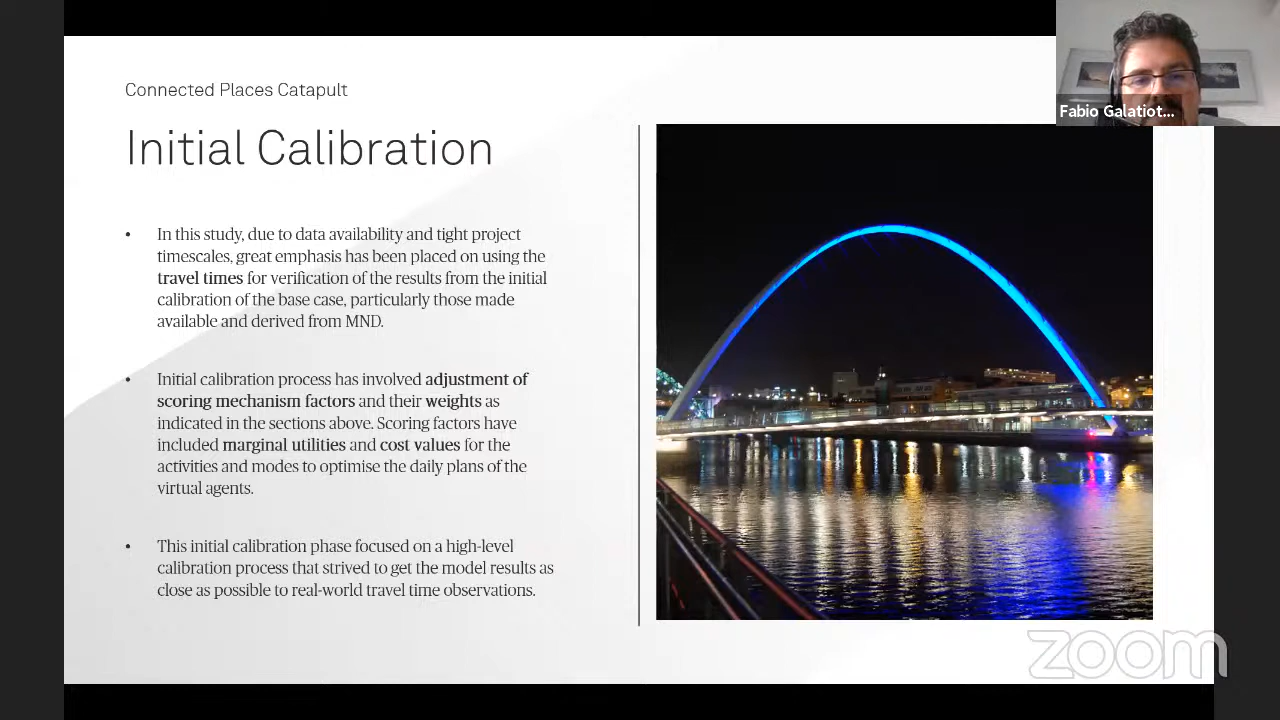 Connected Places Catapult
Fabio Galatiot...
Initial Calibration
• In this study, due to data availability and tight project
timescales, great emphasis has been placed on using the
travel times for verification of the results from the initial
calibration of the base case, particularly those made
available and derived from MND.
• Initial calibration process has involved adjustment of
scoring mechanism factors and their weights as
indicated in the sections above. Scoring factors have
included marginal utilities and cost values for the
activities and modes to optimise the daily plans of the
virtual agents.
• This initial calibration phase focused on a high-level
calibration process that strived to get the model results as
close as possible to real-world travel time observations.
zoom